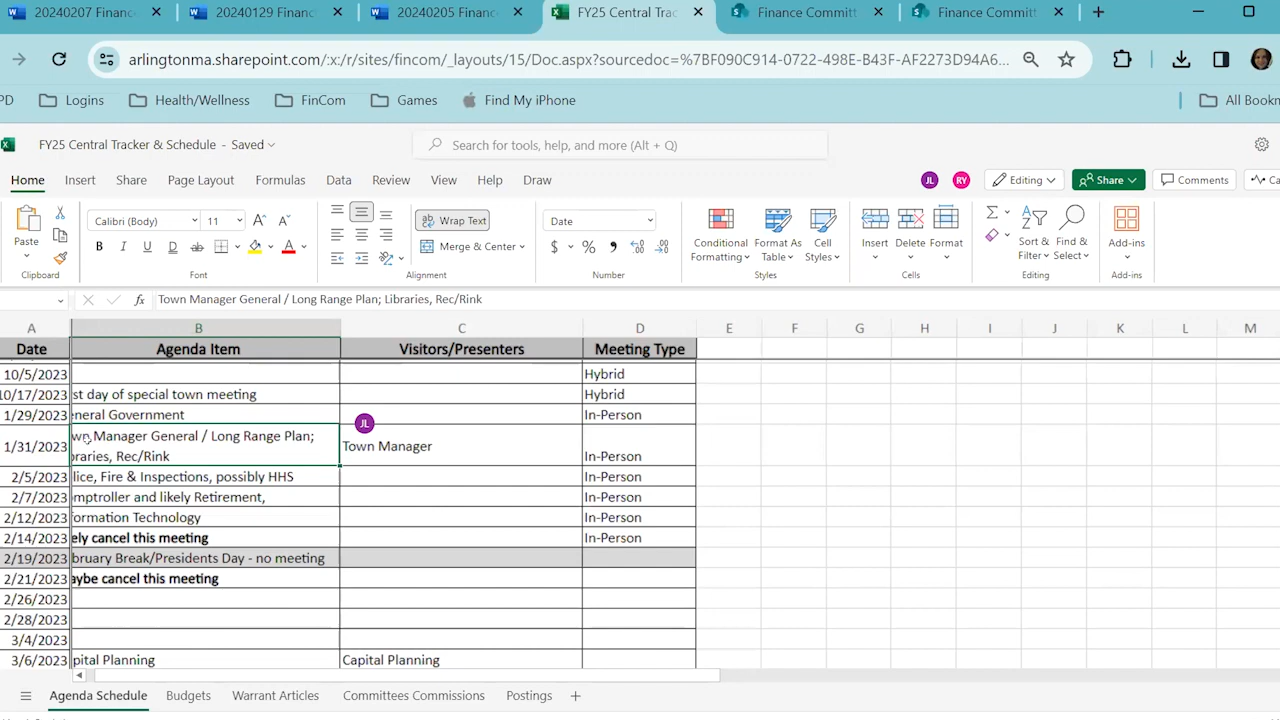 20240207 Financ
20240129 Financ
20240205 Financ
FY25 Central Trac
Finance Committ
Finance Committ
arlingtonma.sharepoint.com/:x:/r/sites/fincom/_layouts/15/Doc.aspx?sourcedoc=%7BF090C914-0722-498E-B43F-AF2273D94A6...
PD
Logins
Health/Wellness
FinCom
Games
Find My iPhone
All Bookm
FY25 Central Tracker & Schedule - Saved
Search for tools, help, and more (Alt + Q)
Home Insert Share Page Layout Formulas Data Review View Help Draw
JL RY Editing Share Comments Ca
Paste
Calibri (Body) 11
B I U D ab A
Wrap Text
Merge & Center
Date
$ % 9
Conditional Formatting
Format As Table
Cell Styles
Insert Delete Format
Sort & Filter
Find & Select
Add-ins
Clipboard Font Alignment Number Styles Cells Editing Add-ins
fx Town Manager General / Long Range Plan; Libraries, Rec/Rink
A B C D E F G H I J K L M
Date Agenda Item Visitors/Presenters Meeting Type
10/5/2023 Hybrid
10/17/2023 st day of special town meeting Hybrid
1/29/2023 eneral Government In-Person
JL
1/31/2023 wn Manager General / Long Range Plan; Town Manager In-Person
braries, Rec/Rink
2/5/2023 lice, Fire & Inspections, possibly HHS In-Person
2/7/2023 omptroller and likely Retirement, In-Person
2/12/2023 formation Technology In-Person
2/14/2023 ely cancel this meeting In-Person
2/19/2023 bruary Break/Presidents Day - no meeting
2/21/2023 aybe cancel this meeting
2/26/2023
2/28/2023
3/4/2023
3/6/2023 pital Planning Capital Planning
Agenda Schedule Budgets Warrant Articles Committees Commissions Postings